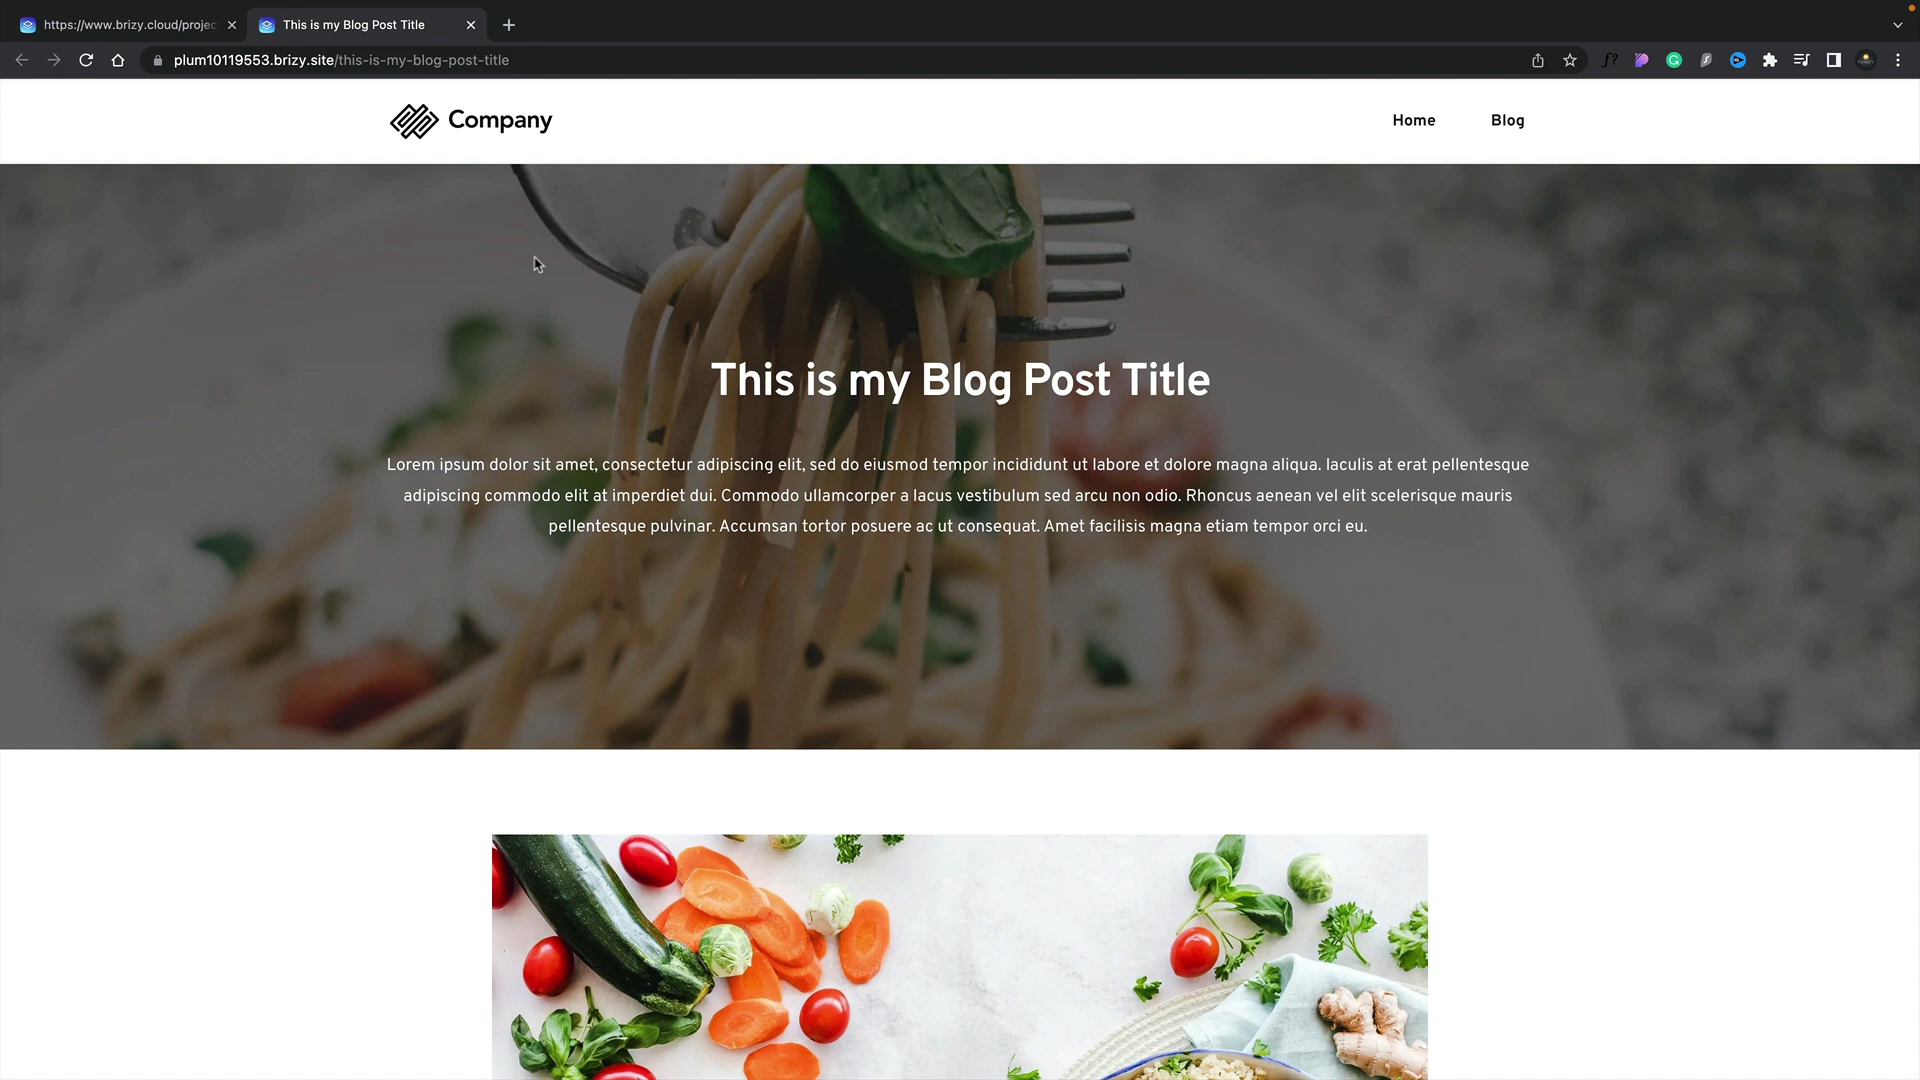 https://www.brizy.cloud/projec
This is my Blog Post Title
plum10119553.brizy.site/this-is-my-blog-post-title
Company
Home
Blog
This is my Blog Post Title
Lorem ipsum dolor sit amet, consectetur adipiscing elit, sed do eiusmod tempor incididunt ut labore et dolore magna aliqua. Iaculis at erat pellentesque
adipiscing commodo elit at imperdiet dui. Commodo ullamcorper a lacus vestibulum sed arcu non odio. Rhoncus aenean vel elit scelerisque mauris
pellentesque pulvinar. Accumsan tortor posuere ac ut consequat. Amet facilisis magna etiam tempor orci eu.